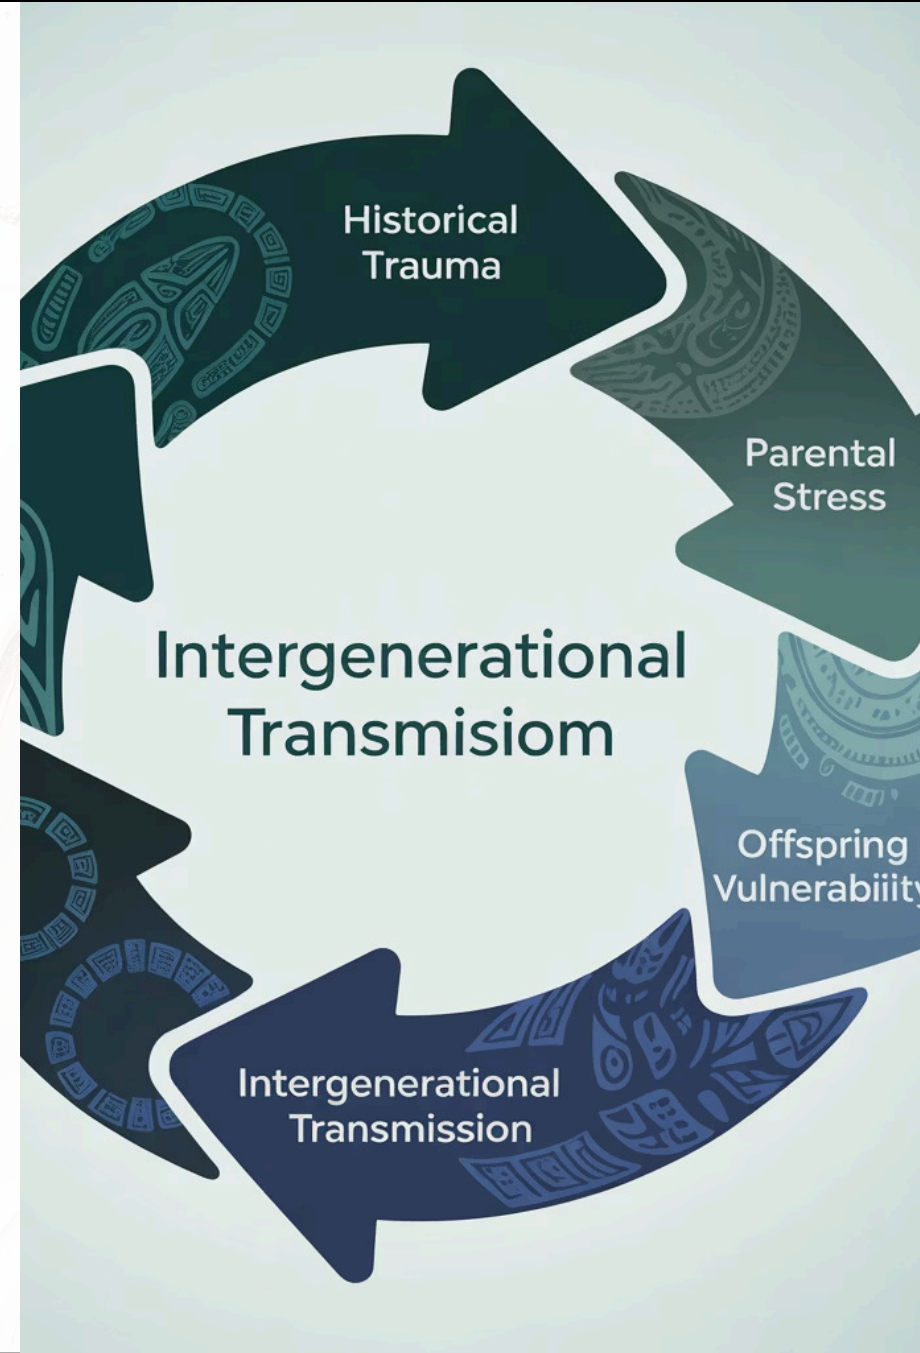 Historical
Trauma
Parental
Stress
Intergenerational
Transmisiom
Offspring
Vulnerabiiity
Intergenerational
Transmission